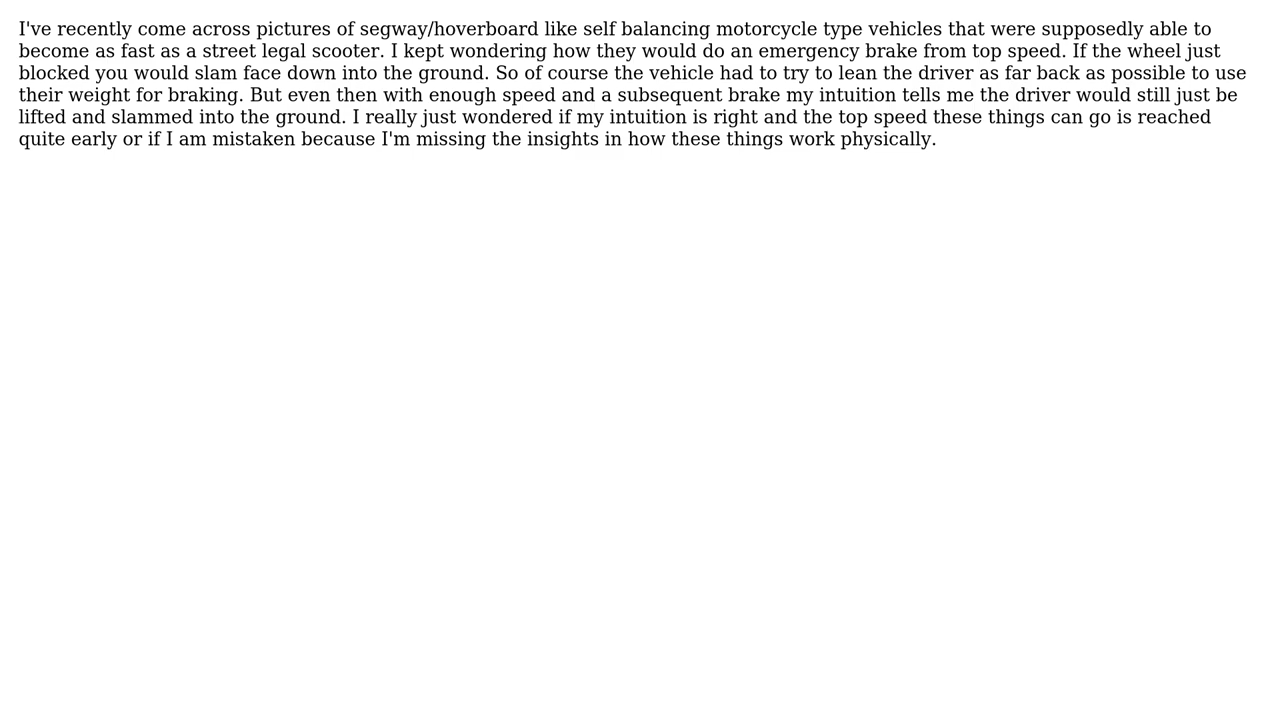 I've recently come across pictures of segway/hoverboard like self balancing motorcycle type vehicles that were supposedly able to
become as fast as a street legal scooter. I kept wondering how they would do an emergency brake from top speed. If the wheel just
blocked you would slam face down into the ground. So of course the vehicle had to try to lean the driver as far back as possible to use
their weight for braking. But even then with enough speed and a subsequent brake my intuition tells me the driver would still just be
lifted and slammed into the ground. I really just wondered if my intuition is right and the top speed these things can go is reached
quite early or if I am mistaken because I'm missing the insights in how these things work physically.